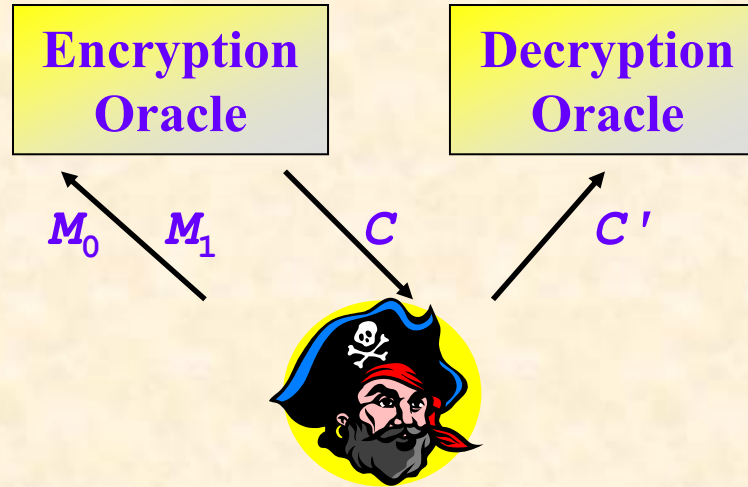 Encryption Decryption
Oracle Oracle
M₀ M₁ C C'